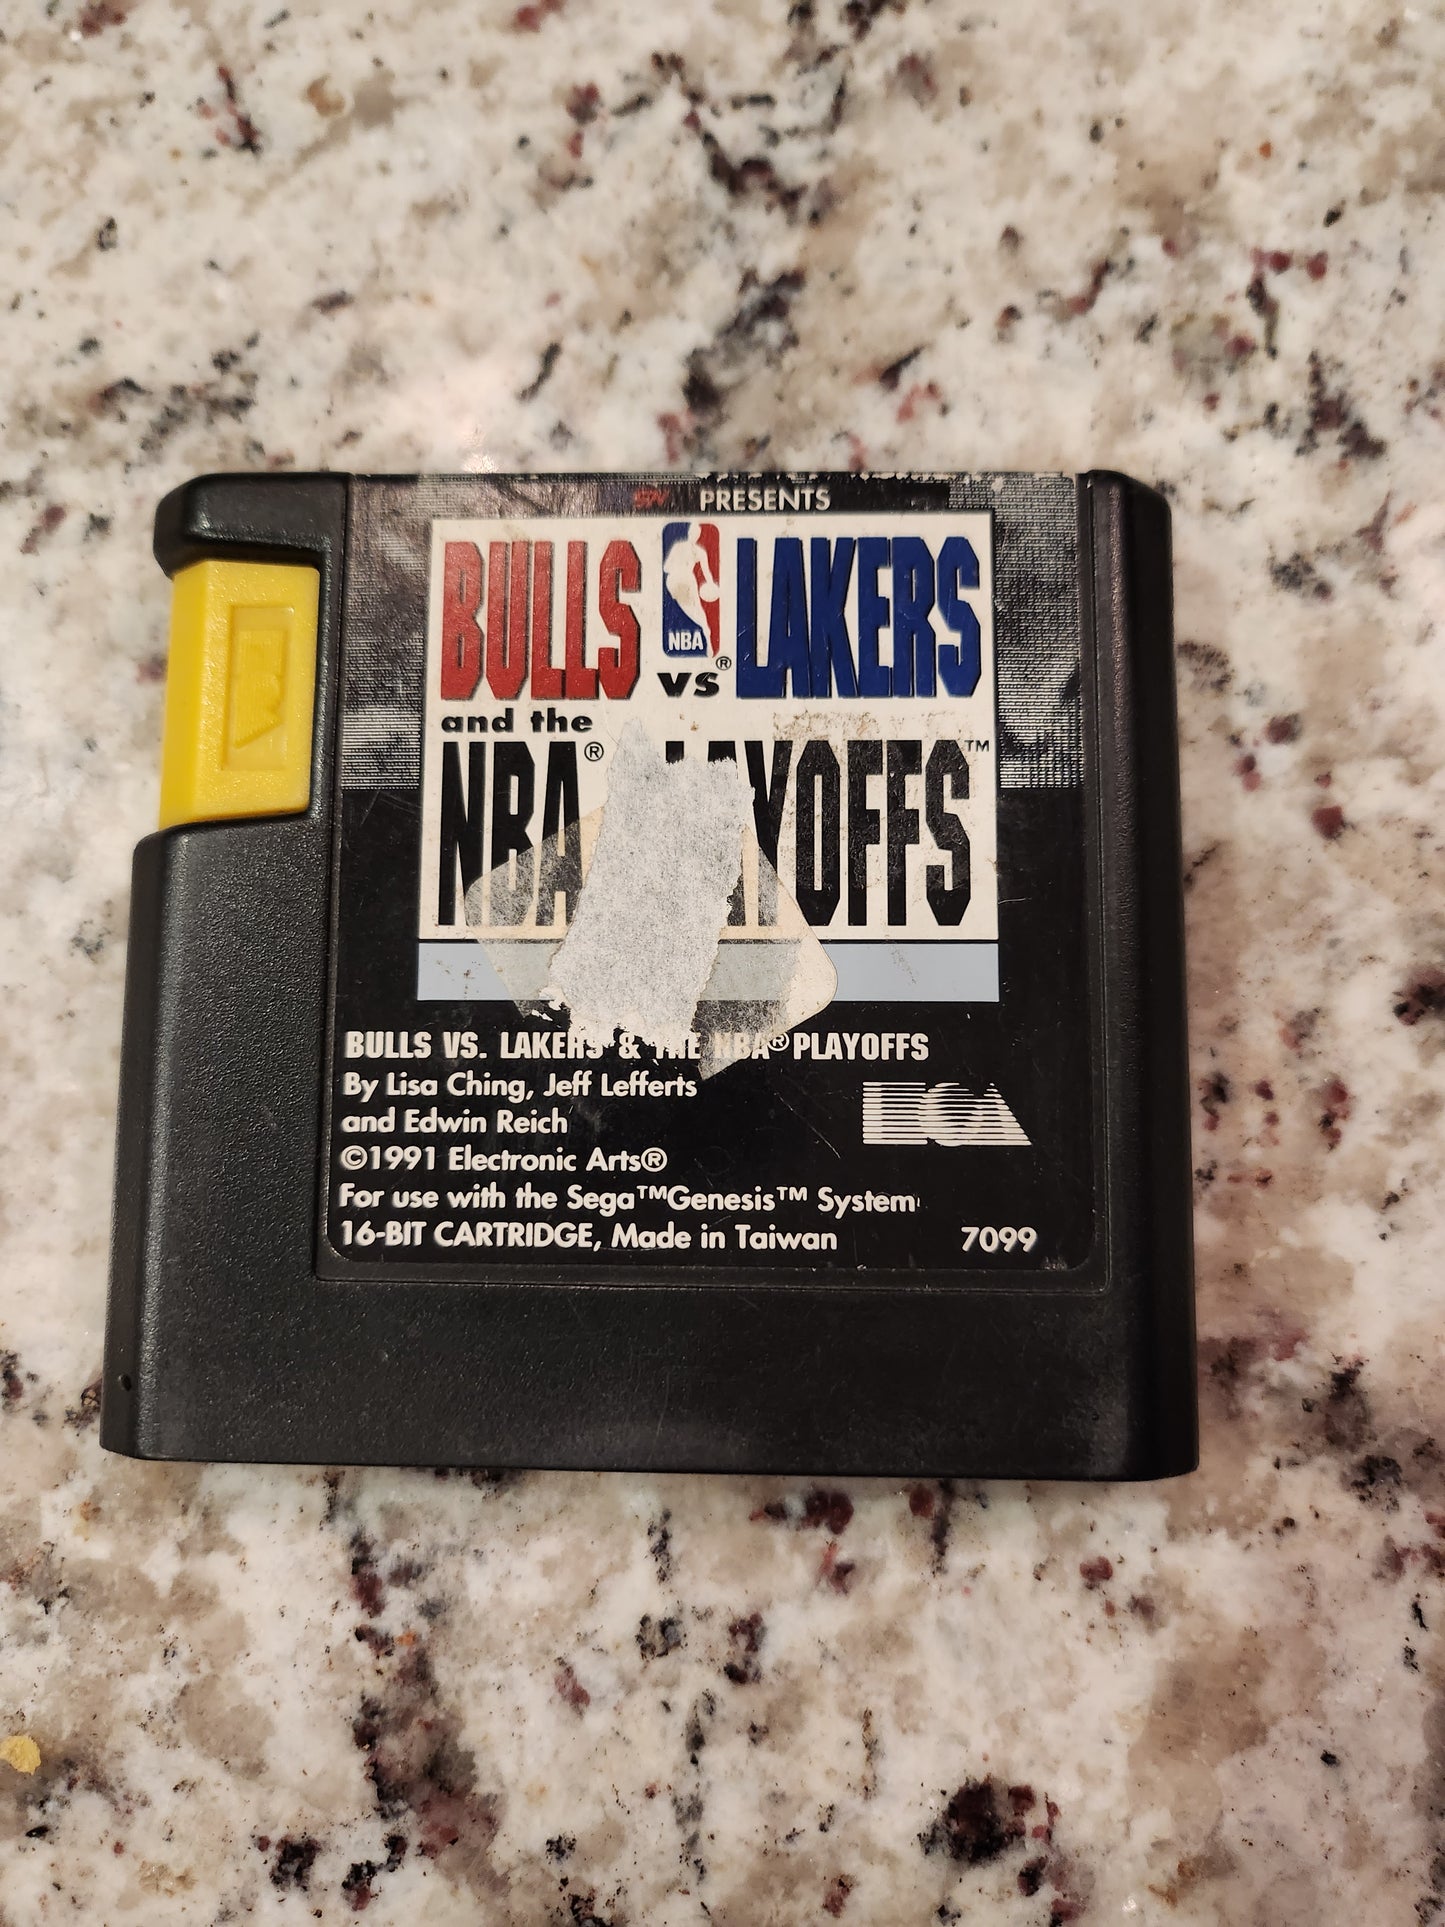 PRESENTS
BULLS NBA® vs LAKERS
and the
NBA® PLAYOFFS™
BULLS VS. LAKERS & THE NBA® PLAYOFFS
By Lisa Ching, Jeff Lefferts
and Edwin Reich
©1991 Electronic Arts®
For use with the Sega™Genesis™ System
16-BIT CARTRIDGE, Made in Taiwan 7099